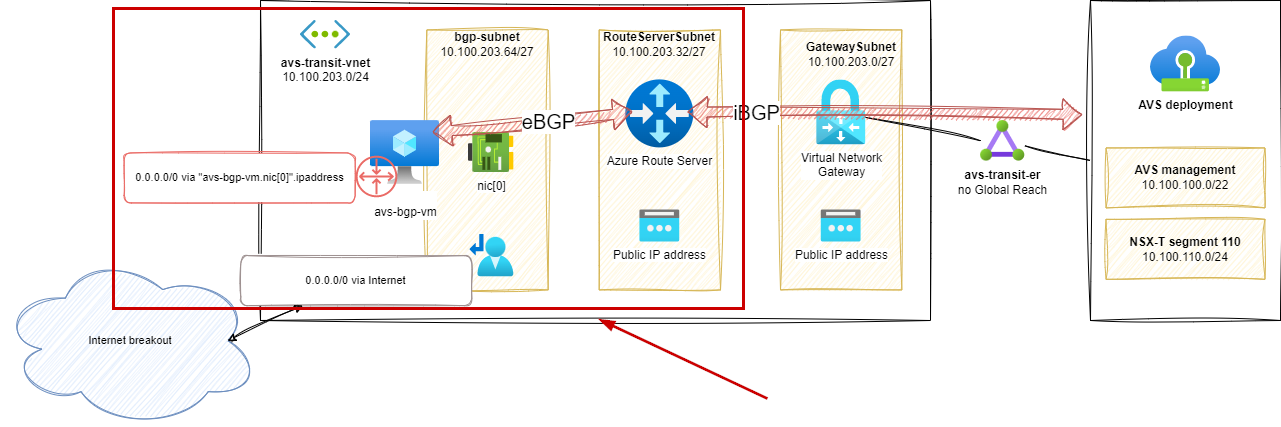 avs-transit-vnet
10.100.203.0/24
bgp-subnet
10.100.203.64/27
RouteServerSubnet
10.100.203.32/27
GatewaySubnet
10.100.203.0/27
AVS deployment
eBGP
iBGP
0.0.0.0/0 via "avs-bgp-vm.nic[0]".ipaddress
avs-bgp-vm
nic[0]
Azure Route Server
Virtual Network
Gateway
avs-transit-er
no Global Reach
AVS management
10.100.100.0/22
NSX-T segment 110
10.100.110.0/24
Public IP address
Public IP address
0.0.0.0/0 via Internet
Internet breakout